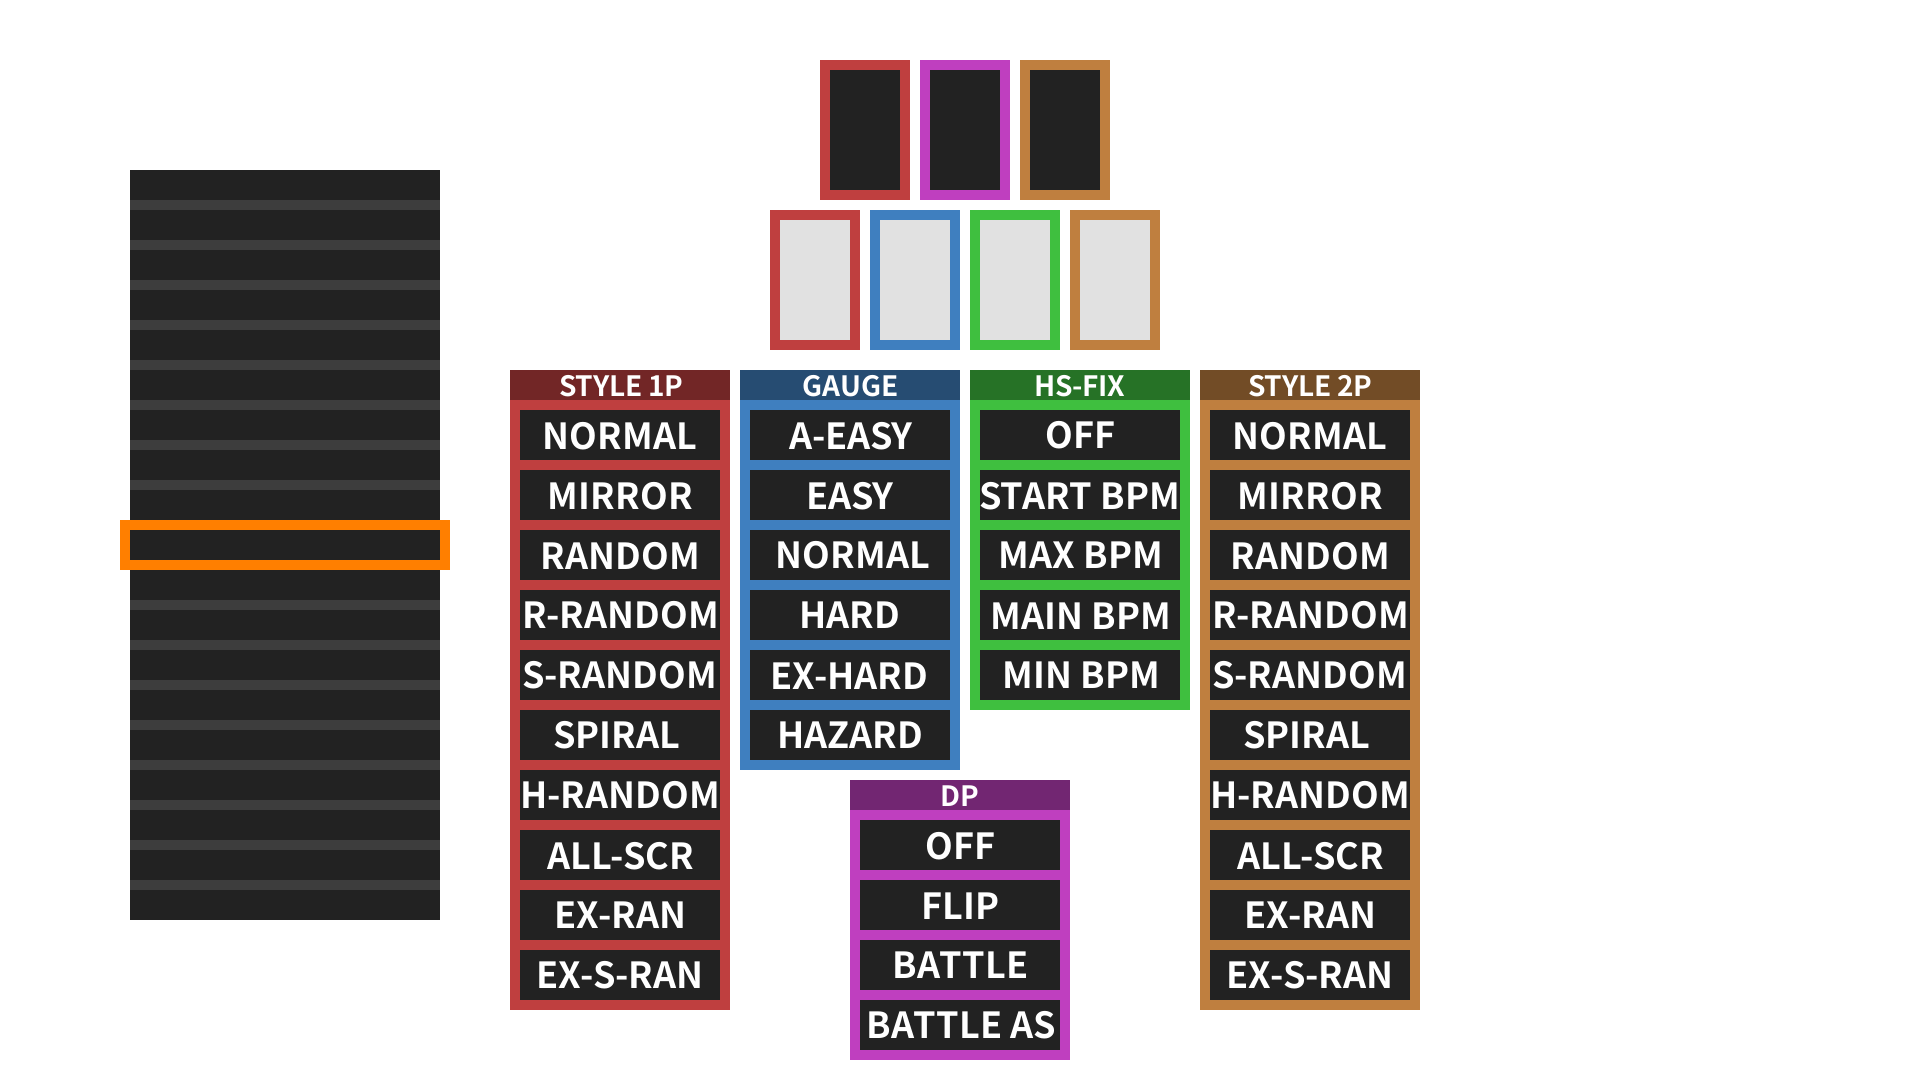 STYLE 1P
NORMAL
MIRROR
RANDOM
R-RANDOM
S-RANDOM
SPIRAL
H-RANDOM
ALL-SCR
EX-RAN
EX-S-RAN
GAUGE
A-EASY
EASY
NORMAL
HARD
EX-HARD
HAZARD
HS-FIX
OFF
START BPM
MAX BPM
MAIN BPM
MIN BPM
DP
OFF
FLIP
BATTLE
BATTLE AS
STYLE 2P
NORMAL
MIRROR
RANDOM
R-RANDOM
S-RANDOM
SPIRAL
H-RANDOM
ALL-SCR
EX-RAN
EX-S-RAN